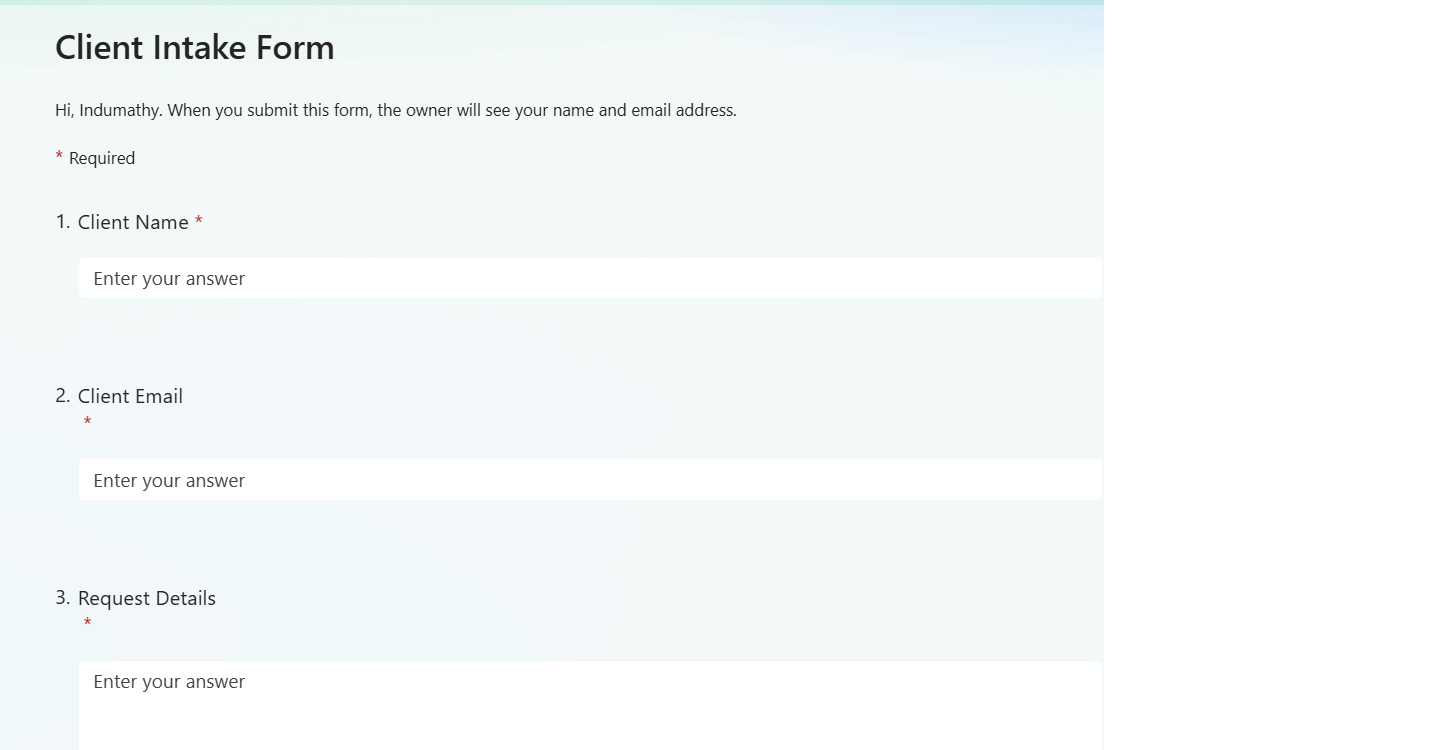 Client Intake Form
Hi, Indumathy. When you submit this form, the owner will see your name and email address.
* Required
1. Client Name *
Enter your answer
2. Client Email
*
Enter your answer
3. Request Details
*
Enter your answer